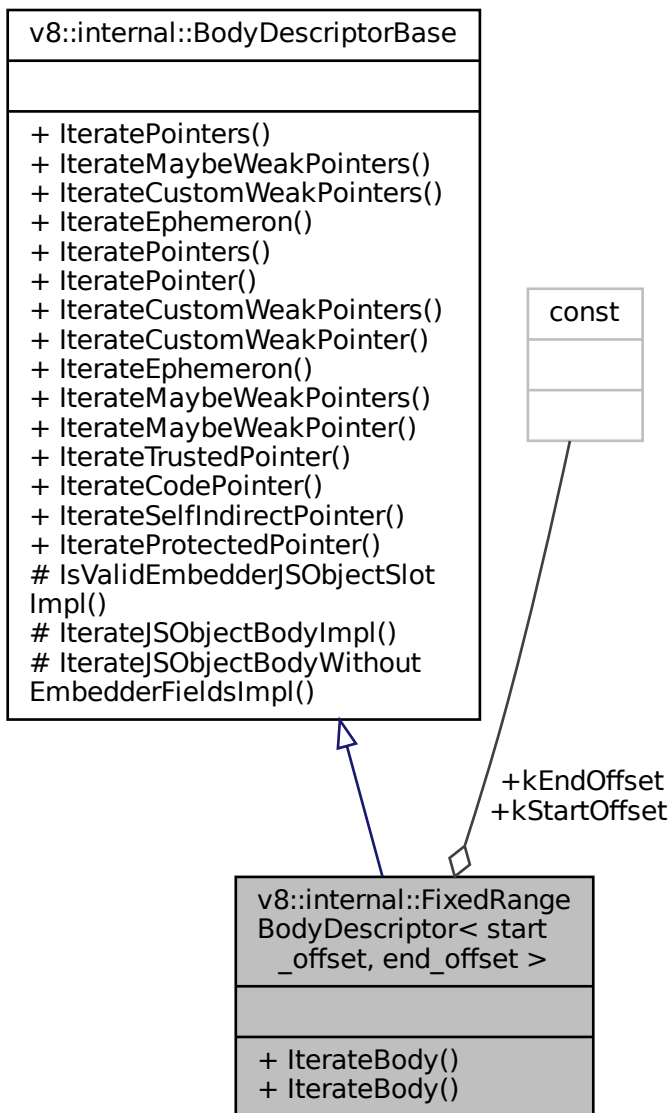 v8::internal::BodyDescriptorBase
+ IteratePointers()
+ IterateMaybeWeakPointers()
+ IterateCustomWeakPointers()
+ IterateEphemeron()
+ IteratePointers()
+ IteratePointer()
+ IterateCustomWeakPointers()
+ IterateCustomWeakPointer()
+ IterateEphemeron()
+ IterateMaybeWeakPointers()
+ IterateMaybeWeakPointer()
+ IterateTrustedPointer()
+ IterateCodePointer()
+ IterateSelfIndirectPointer()
+ IterateProtectedPointer()
# IsValidEmbedderJSObjectSlot
Impl()
# IterateJSObjectBodyImpl()
# IterateJSObjectBodyWithout
EmbedderFieldsImpl()
const
+kEndOffset
+kStartOffset
v8::internal::FixedRange
BodyDescriptor< start
_offset, end_offset >
+ IterateBody()
+ IterateBody()